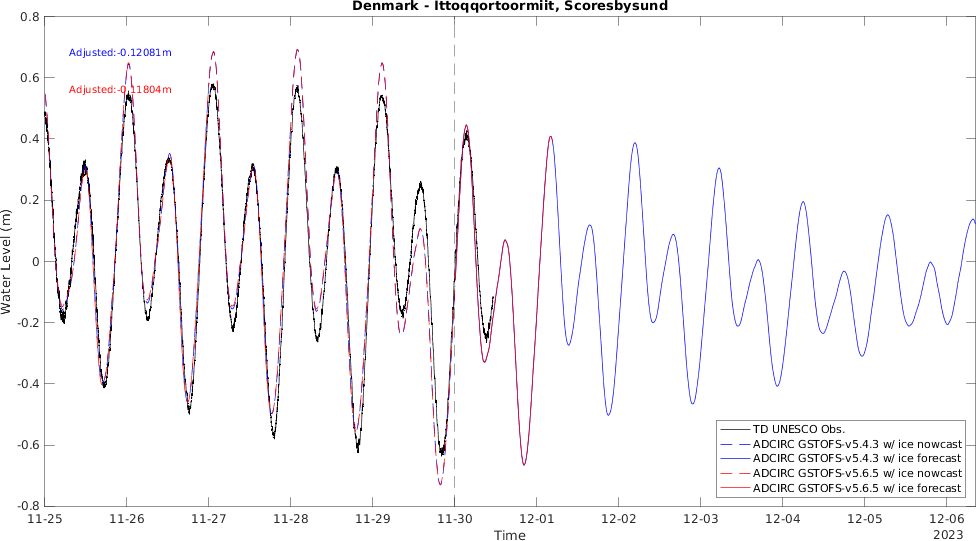 Denmark - Ittoqqortoormiit, Scoresbysund
Adjusted:-0.12081m
Adjusted:-0.11804m
Water Level (m)
0.8
0.6
0.4
0.2
0
-0.2
-0.4
-0.6
-0.8
TD UNESCO Obs.
ADCIRC GSTOFS-v5.4.3 w/ ice nowcast
ADCIRC GSTOFS-v5.4.3 w/ ice forecast
ADCIRC GSTOFS-v5.6.5 w/ ice nowcast
ADCIRC GSTOFS-v5.6.5 w/ ice forecast
11-25 11-26 11-27 11-28 11-29 11-30 12-01 12-02 12-03 12-04 12-05 12-06
Time
2023